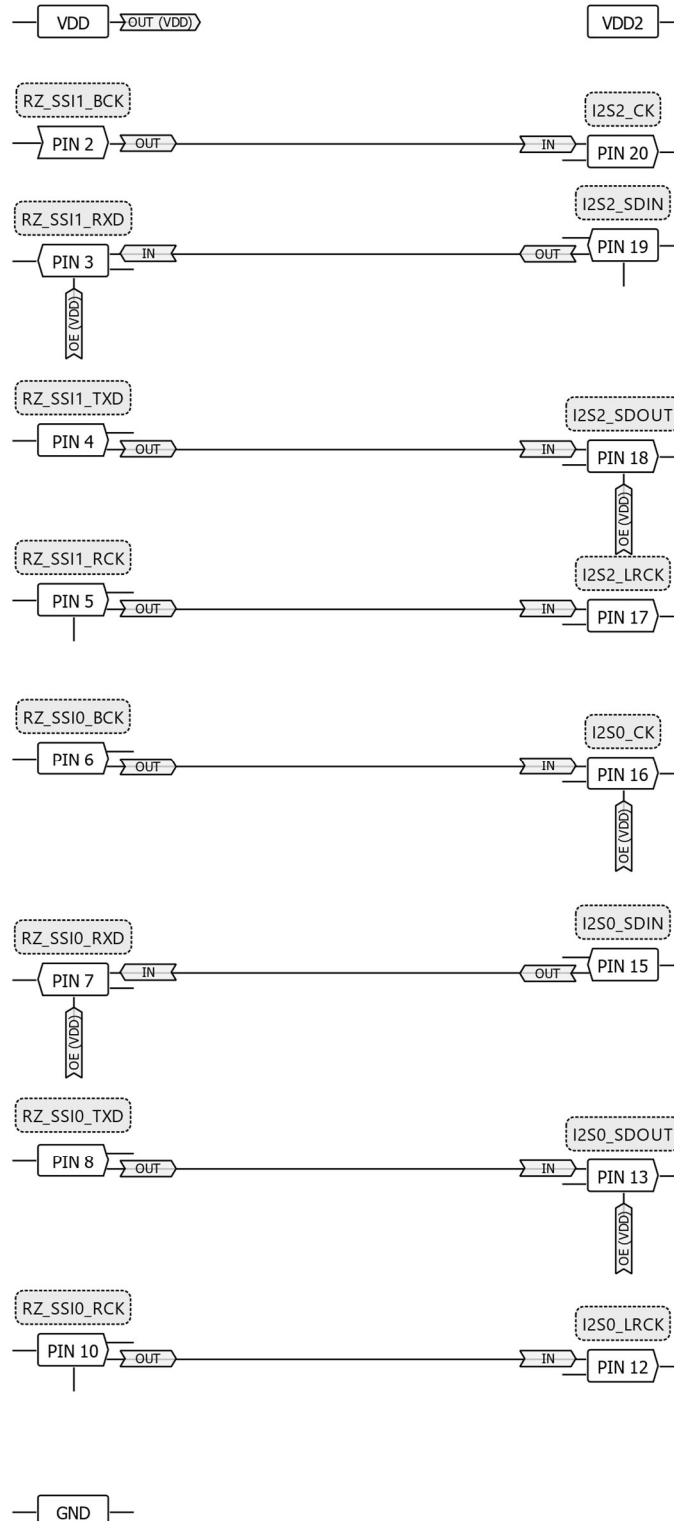 VDD OUT (VDD) VDD2
RZ_SSI1_BCK I2S2_CK
PIN 2 OUT IN PIN 20
RZ_SSI1_RXD I2S2_SDIN
PIN 3 IN OUT PIN 19
OE (VDD)
RZ_SSI1_TXD I2S2_SDOUT
PIN 4 OUT IN PIN 18
OE (VDD)
RZ_SSI1_RCK I2S2_LRCK
PIN 5 OUT IN PIN 17
RZ_SSI0_BCK I2S0_CK
PIN 6 OUT IN PIN 16
OE (VDD)
RZ_SSI0_RXD I2S0_SDIN
PIN 7 IN OUT PIN 15
OE (VDD)
RZ_SSI0_TXD I2S0_SDOUT
PIN 8 OUT IN PIN 13
OE (VDD)
RZ_SSI0_RCK I2S0_LRCK
PIN 10 OUT IN PIN 12
GND